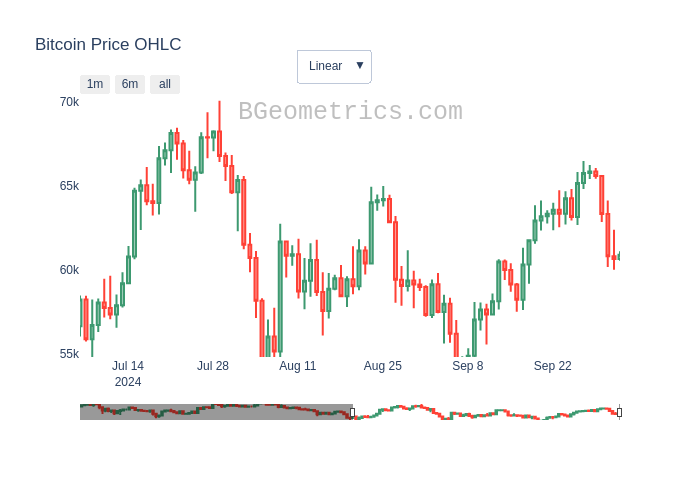 Bitcoin Price OHLC
Linear ▼
1m 6m all
BGeometrics.com
70k
65k
60k
55k
Jul 14 Jul 28 Aug 11 Aug 25 Sep 8 Sep 22
2024